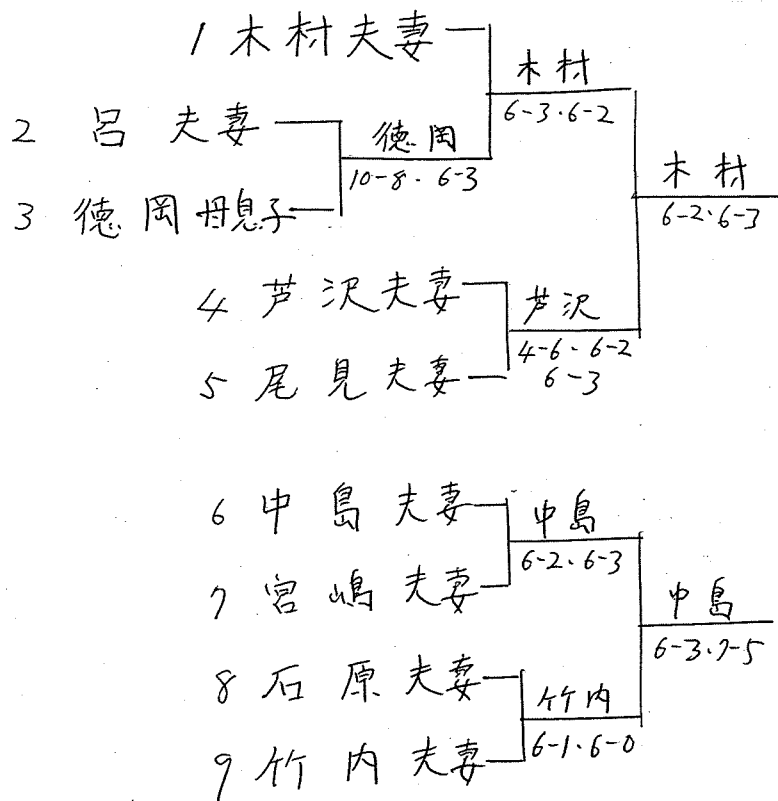 1 木村夫妻
木村
6-3・6-2
2 呂 夫妻
徳岡
10-8・6-3
3 徳岡母息子
木村
6-2・6-3
4 芦沢夫妻
芦沢
4-6・6-2
6-3
5 尾見夫妻
6 中島夫妻
中島
6-2・6-3
7 宮嶋夫妻
中島
6-3・7-5
8 石原夫妻
竹内
6-1・6-0
9 竹内夫妻